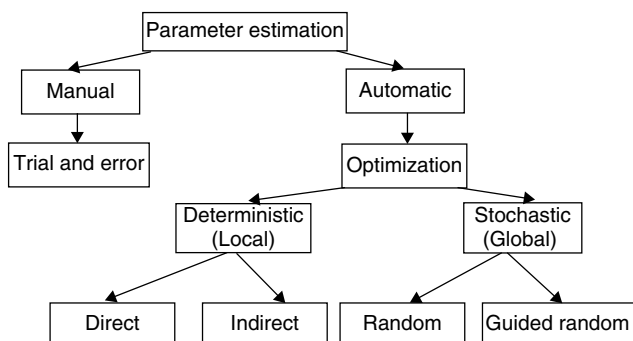 Parameter estimation
Manual
Automatic
Trial and error
Optimization
Deterministic
(Local)
Stochastic
(Global)
Direct
Indirect
Random
Guided random